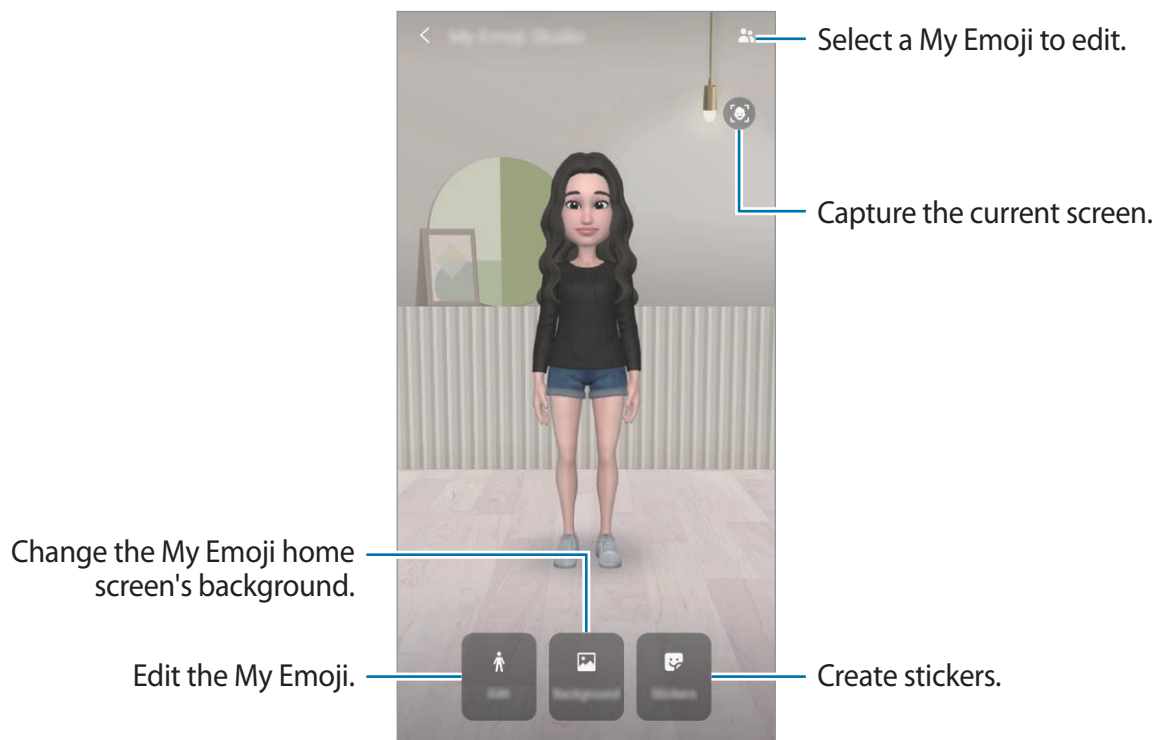 Select a My Emoji to edit.
Capture the current screen.
Change the My Emoji home
screen's background.
Edit the My Emoji.
Create stickers.